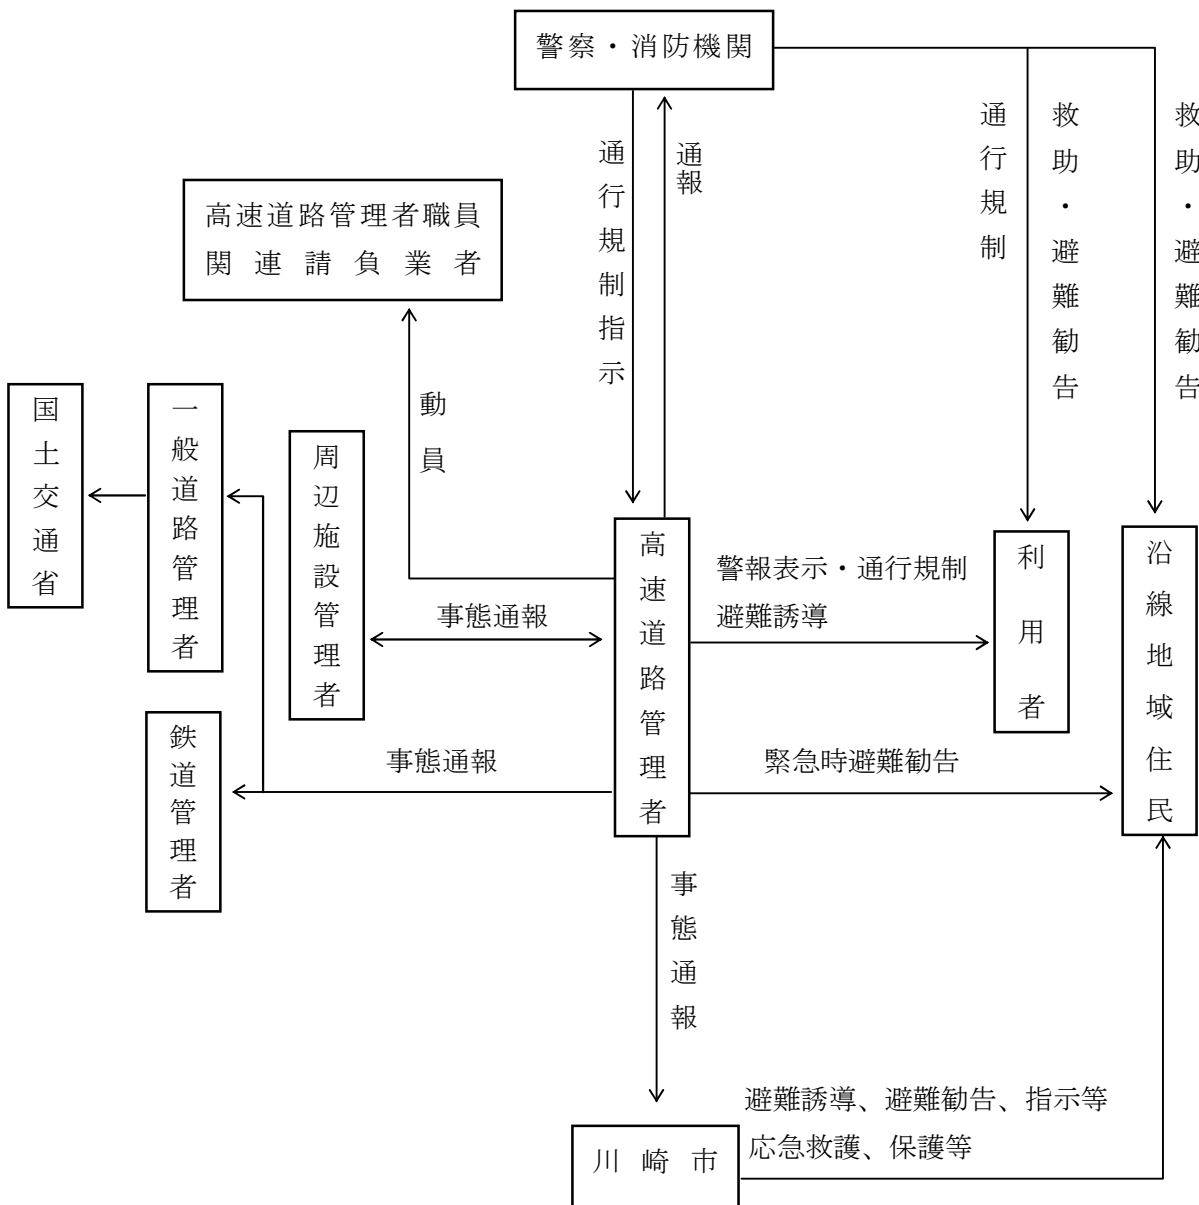 警察・消防機関
通行規制指示
通報
通行規制
救助・避難勧告
救助・避難勧告
高速道路管理者職員
関連請負業者
動員
国土交通省
一般道路管理者
周辺施設管理者
鉄道管理者
事態通報
事態通報
高速道路管理者
警報表示・通行規制
避難誘導
緊急時避難勧告
利用者
沿線地域住民
事態通報
避難誘導、避難勧告、指示等
応急救護、保護等
川崎市